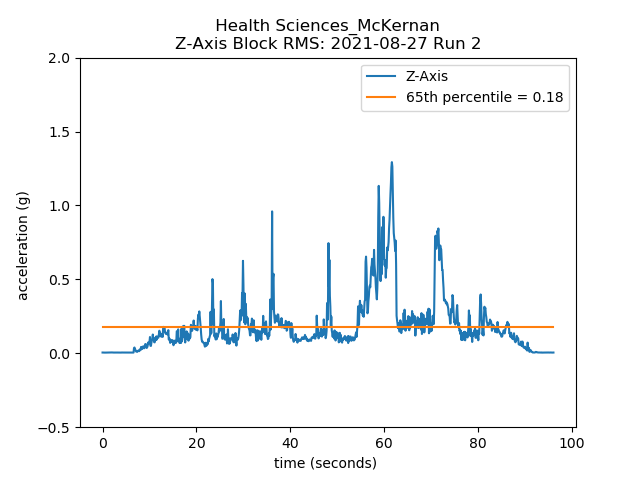 Health Sciences_McKernan
Z-Axis Block RMS: 2021-08-27 Run 2
Z-Axis
65th percentile = 0.18
2.0
1.5
1.0
0.5
0.0
−0.5
acceleration (g)
0 20 40 60 80 100
time (seconds)